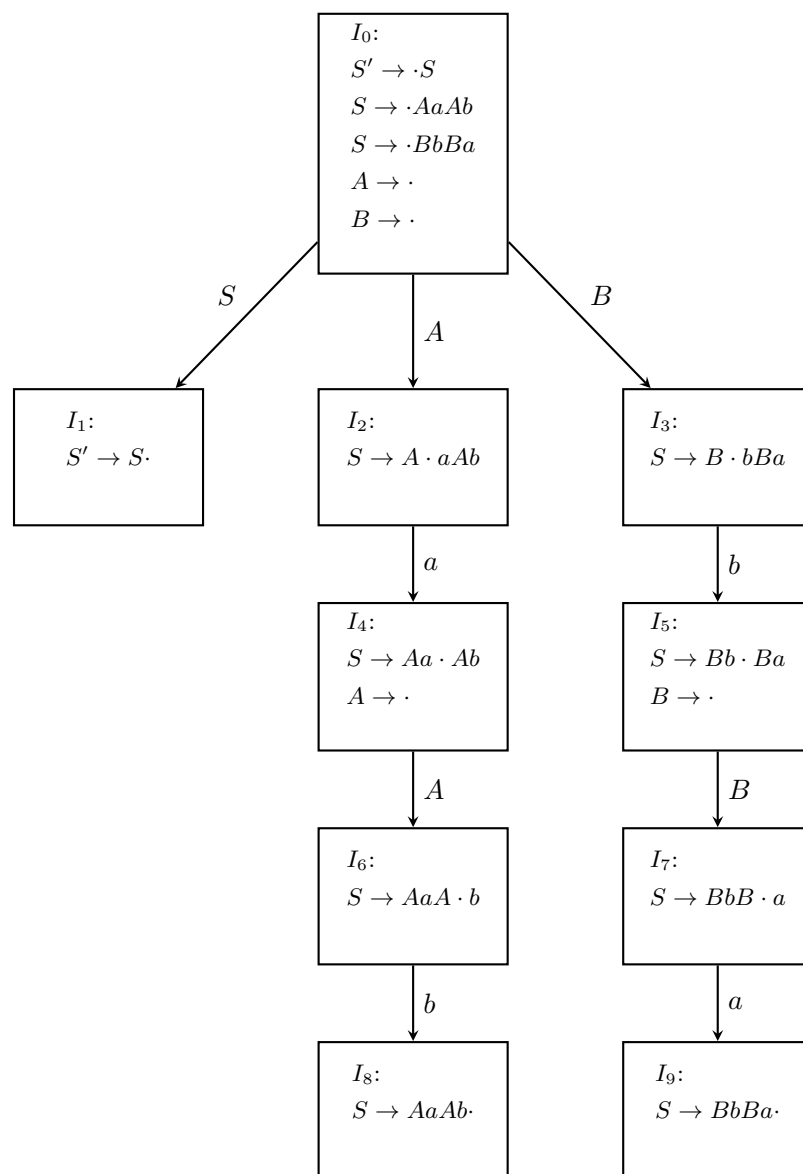 I₀:
S′ → ·S
S → ·AaAb
S → ·BbBa
A → ·
B → ·
S
A
B
I₁:
S′ → S·
I₂:
S → A · aAb
I₃:
S → B · bBa
a
b
I₄:
S → Aa · Ab
A → ·
I₅:
S → Bb · Ba
B → ·
A
B
I₆:
S → AaA · b
I₇:
S → BbB · a
b
a
I₈:
S → AaAb·
I₉:
S → BbBa·